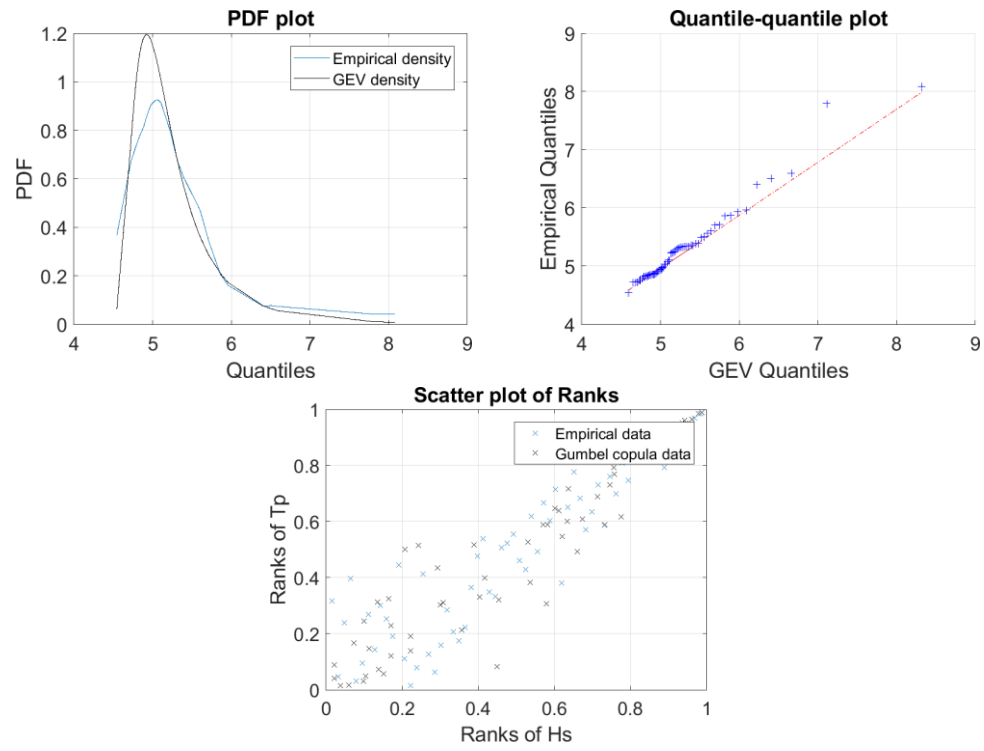 PDF plot
1.2
1
0.8
0.6
0.4
0.2
0
PDF
Empirical density
GEV density
4 5 6 7 8 9
Quantiles
Quantile-quantile plot
9
8
7
6
5
4
Empirical Quantiles
4 5 6 7 8 9
GEV Quantiles
Scatter plot of Ranks
1
0.8
0.6
0.4
0.2
0
Ranks of Tp
Empirical data
Gumbel copula data
0 0.2 0.4 0.6 0.8 1
Ranks of Hs